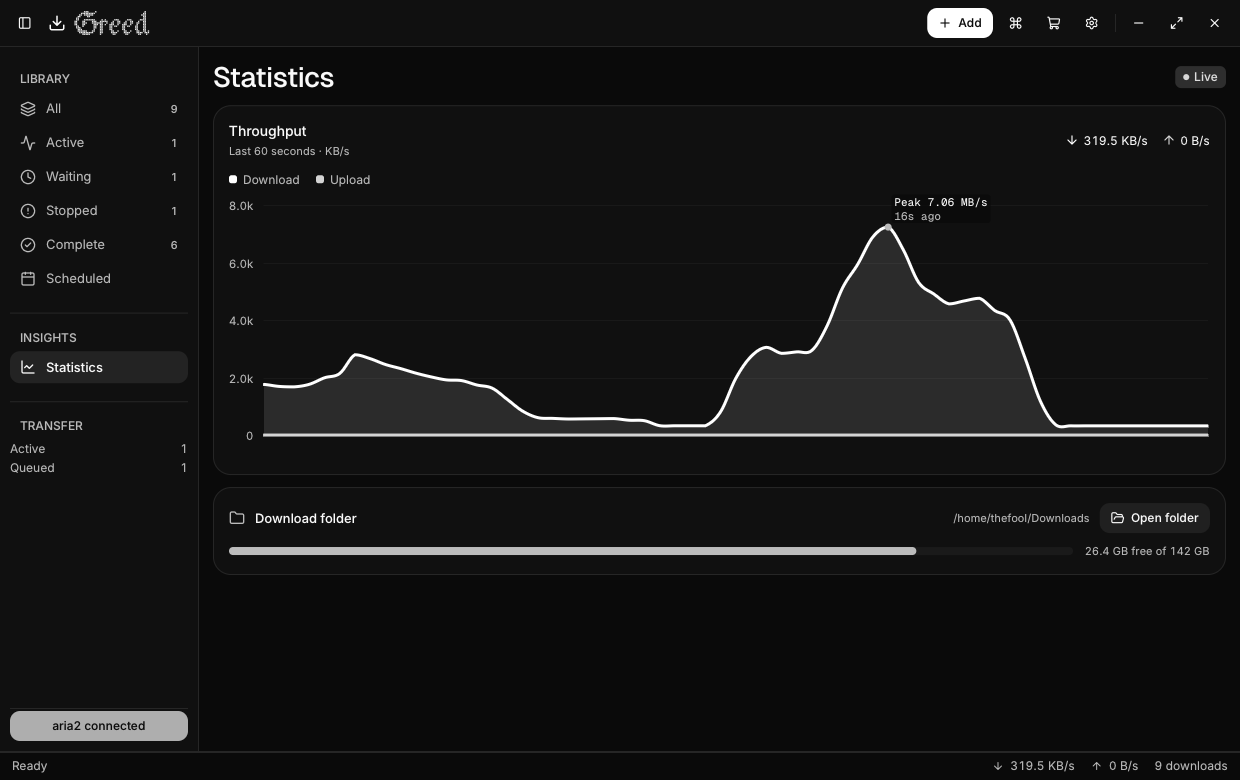 Greed
Add
LIBRARY
All 9
Active 1
Waiting 1
Stopped 1
Complete 6
Scheduled
INSIGHTS
Statistics
TRANSFER
Active 1
Queued 1
aria2 connected
Statistics
Live
Throughput
Last 60 seconds · KB/s
↓ 319.5 KB/s ↑ 0 B/s
Download Upload
8.0k
6.0k
4.0k
2.0k
0
Peak 7.06 MB/s
16s ago
Download folder
/home/thefool/Downloads
Open folder
26.4 GB free of 142 GB
Ready
↓ 319.5 KB/s ↑ 0 B/s 9 downloads